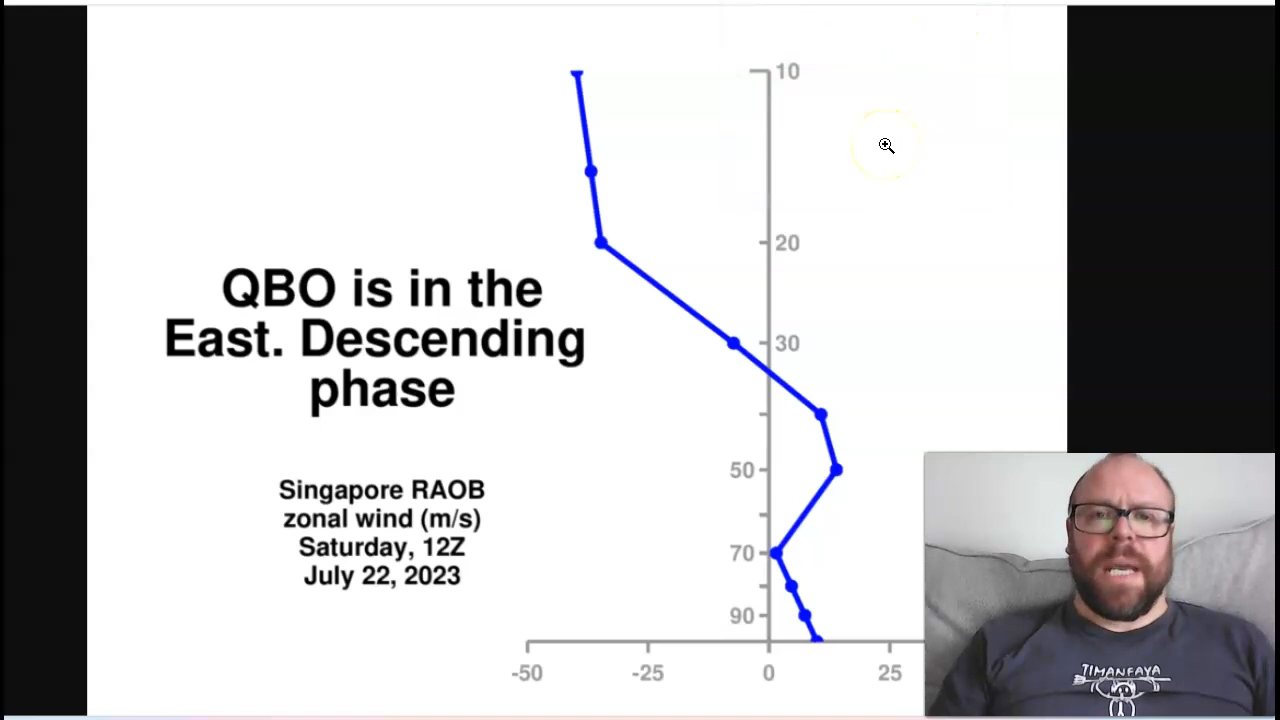 10
20
QBO is in the
East. Descending
phase
30
50
Singapore RAOB
zonal wind (m/s)
Saturday, 12Z
July 22, 2023
70
90
-50
-25
0
25
TIMANFAYA